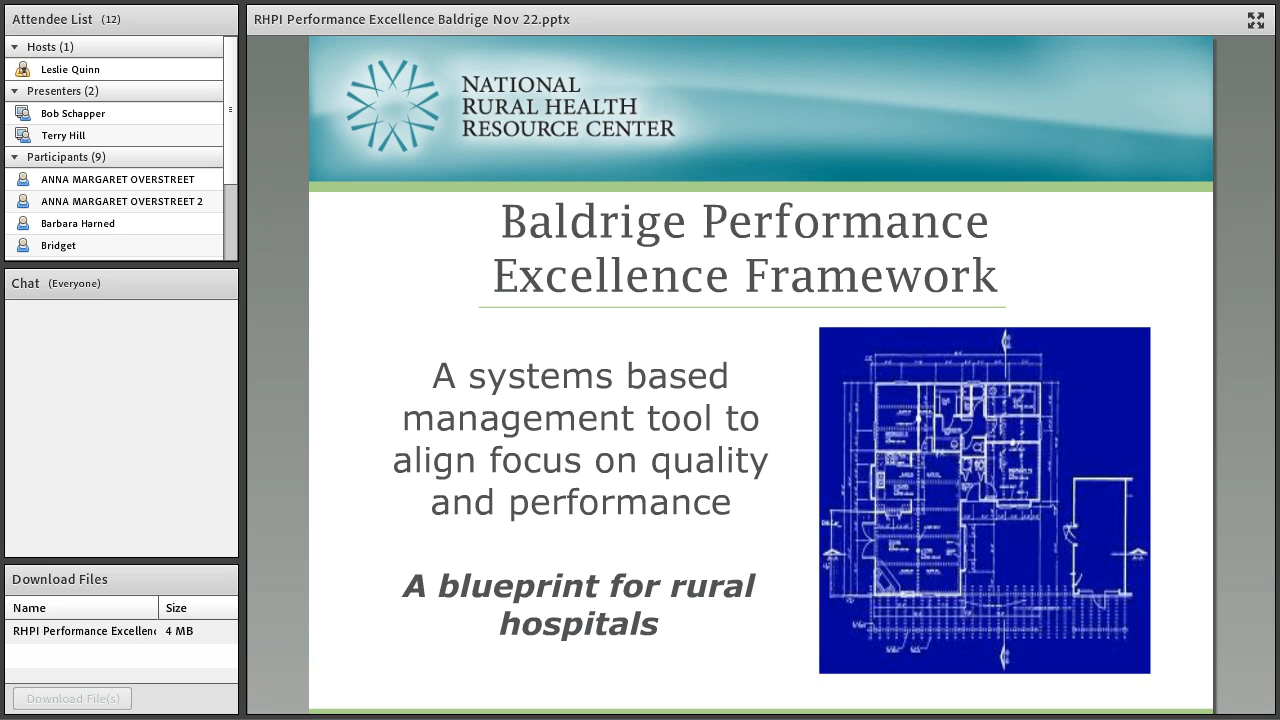 Attendee List (12)
Hosts (1)
Leslie Quinn
Presenters (2)
Bob Schapper
Terry Hill
Participants (9)
ANNA MARGARET OVERSTREET
ANNA MARGARET OVERSTREET 2
Barbara Harned
Bridget
Chat (Everyone)
Download Files
Name Size
RHPI Performance Excellenc 4 MB
Download File(s)
RHPI Performance Excellence Baldrige Nov 22.pptx
NATIONAL
RURAL HEALTH
RESOURCE CENTER
Baldrige Performance
Excellence Framework
A systems based
management tool to
align focus on quality
and performance
A blueprint for rural
hospitals